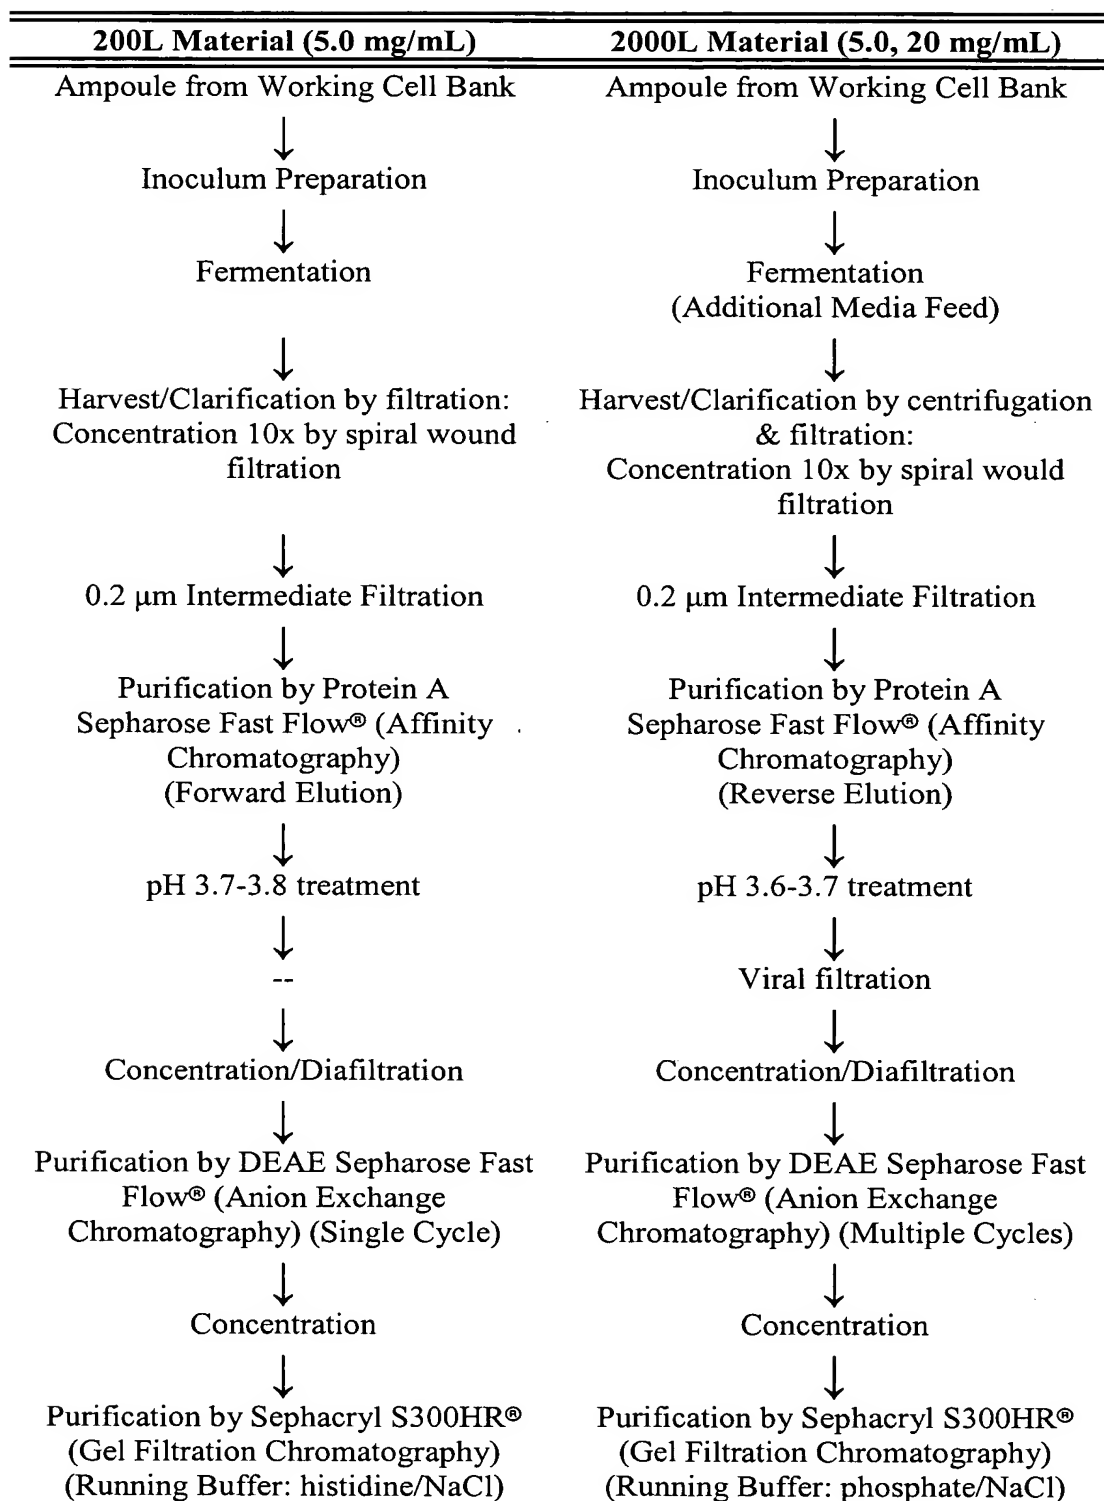 200L Material (5.0 mg/mL)
2000L Material (5.0, 20 mg/mL)
Ampoule from Working Cell Bank
Ampoule from Working Cell Bank
↓
↓
Inoculum Preparation
Inoculum Preparation
↓
↓
Fermentation
Fermentation
(Additional Media Feed)
↓
↓
Harvest/Clarification by filtration:
Concentration 10x by spiral wound
filtration
Harvest/Clarification by centrifugation
& filtration:
Concentration 10x by spiral would
filtration
↓
↓
0.2 μm Intermediate Filtration
0.2 μm Intermediate Filtration
↓
↓
Purification by Protein A
Sepharose Fast Flow® (Affinity
Chromatography)
(Forward Elution)
Purification by Protein A
Sepharose Fast Flow® (Affinity
Chromatography)
(Reverse Elution)
↓
↓
pH 3.7-3.8 treatment
pH 3.6-3.7 treatment
↓
↓
--
Viral filtration
↓
↓
Concentration/Diafiltration
Concentration/Diafiltration
↓
↓
Purification by DEAE Sepharose Fast
Flow® (Anion Exchange
Chromatography) (Single Cycle)
Purification by DEAE Sepharose Fast
Flow® (Anion Exchange
Chromatography) (Multiple Cycles)
↓
↓
Concentration
Concentration
↓
↓
Purification by Sephacryl S300HR®
(Gel Filtration Chromatography)
(Running Buffer: histidine/NaCl)
Purification by Sephacryl S300HR®
(Gel Filtration Chromatography)
(Running Buffer: phosphate/NaCl)